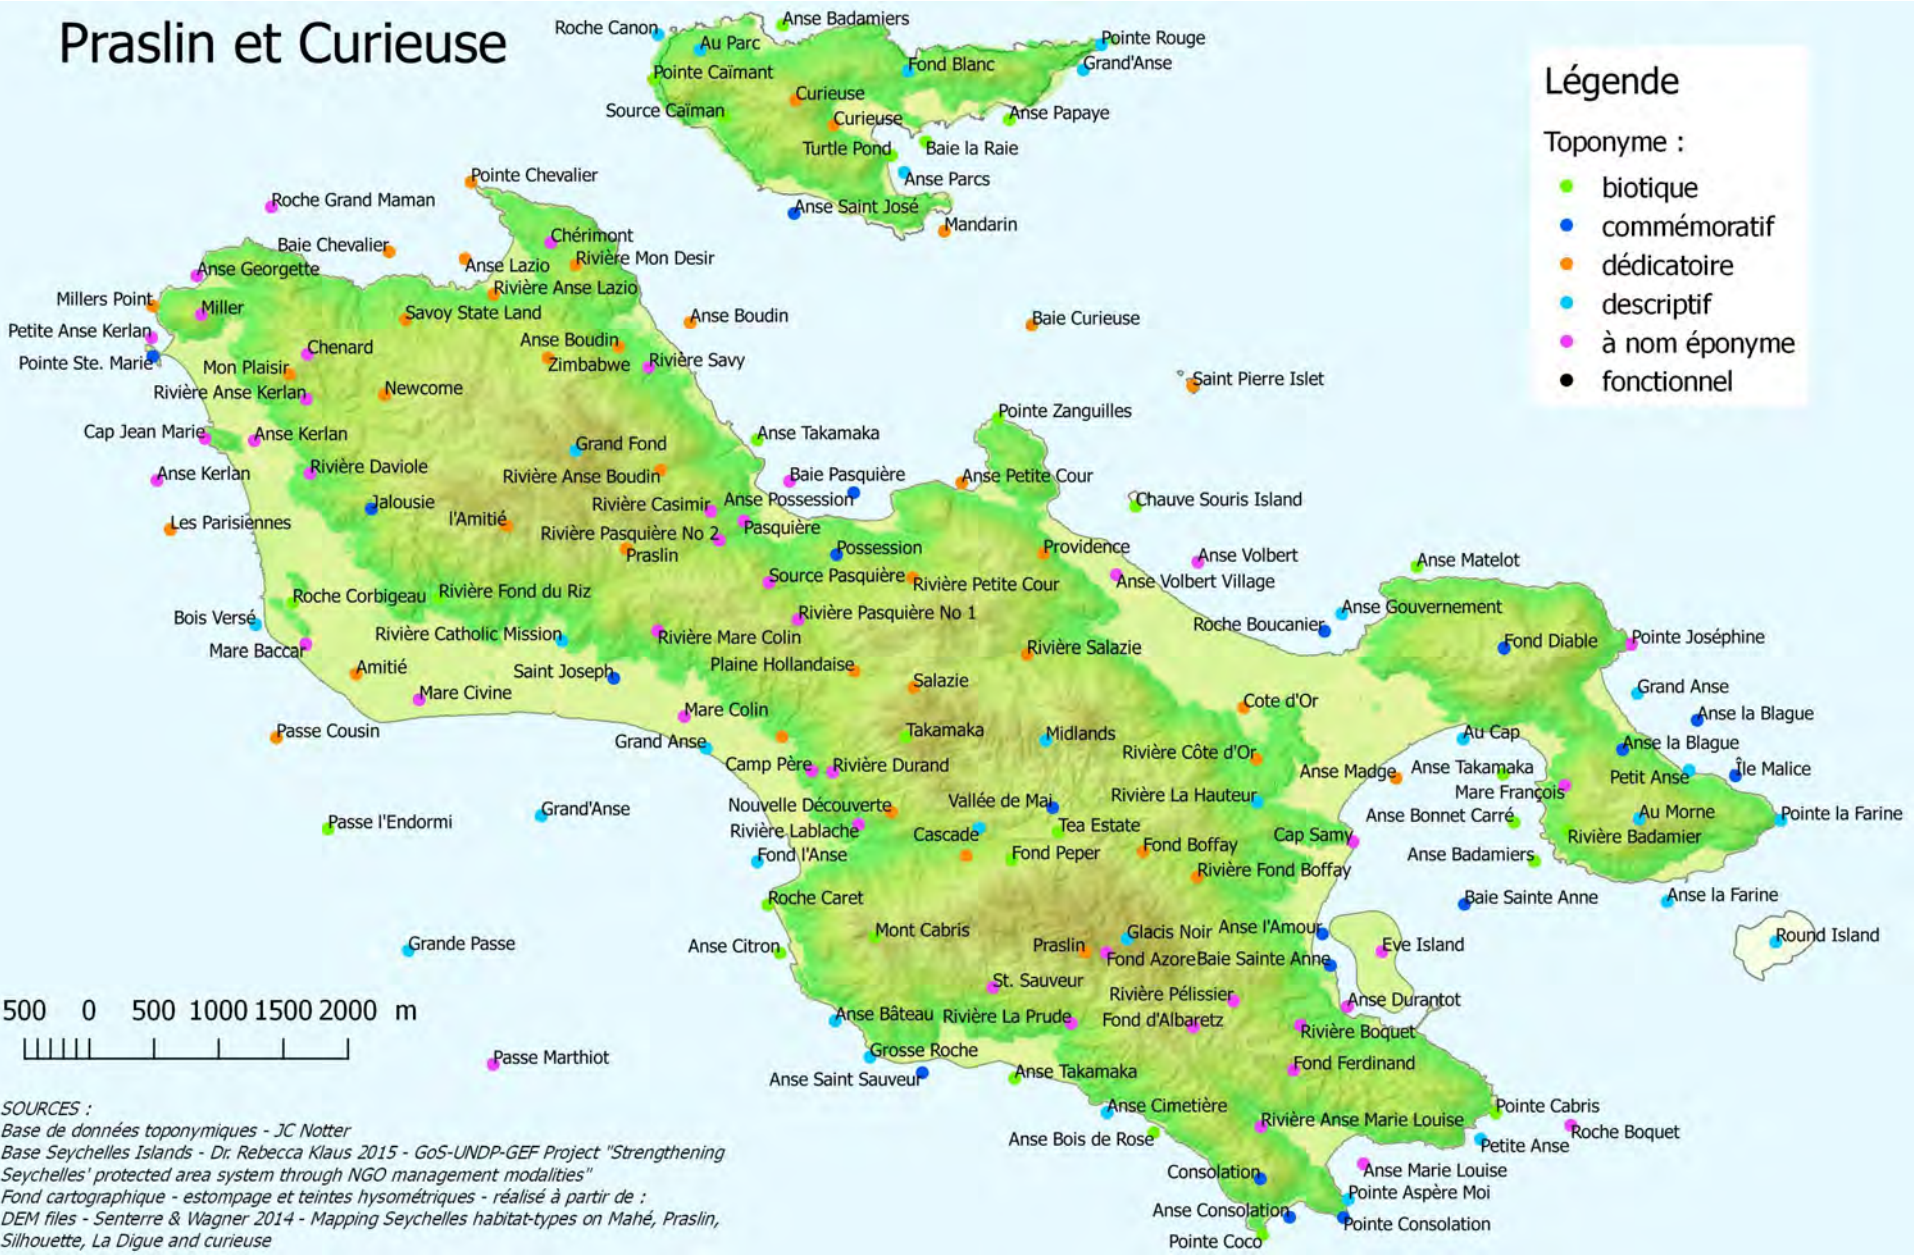 Praslin et Curieuse
Roche Canon
Anse Badamiers
Au Parc
Pointe Rouge
Fond Blanc
Grand'Anse
Pointe Caïmant
Curieuse
Source Caïman
Curieuse
Anse Papaye
Turtle Pond
Baie la Raie
Anse Parcs
Anse Saint José
Mandarin
Légende
Toponyme :
biotique
commémoratif
dédicatoire
descriptif
à nom éponyme
fonctionnel
Pointe Chevalier
Roche Grand Maman
Chérimont
Baie Chevalier
Anse Lazio
Rivière Mon Desir
Anse Georgette
Rivière Anse Lazio
Millers Point
Miller
Savoy State Land
Anse Boudin
Baie Curieuse
Petite Anse Kerlan
Chenard
Anse Boudin
Pointe Ste. Marie
Mon Plaisir
Zimbabwe
Rivière Savy
Saint Pierre Islet
Rivière Anse Kerlan
Newcome
Pointe Zanguilles
Cap Jean Marie
Anse Kerlan
Grand Fond
Anse Takamaka
Anse Kerlan
Rivière Daviole
Rivière Anse Boudin
Baie Pasquière
Anse Petite Cour
Jalousie
Rivière Casimir
Anse Possession
Chauve Souris Island
Les Parisiennes
l'Amitié
Rivière Pasquière No 2
Pasquière
Praslin
Possession
Providence
Anse Volbert
Anse Matelot
Source Pasquière
Rivière Petite Cour
Anse Volbert Village
Roche Corbigeau
Rivière Fond du Riz
Bois Versé
Rivière Pasquière No 1
Anse Gouvernement
Rivière Catholic Mission
Rivière Mare Colin
Roche Boucanier
Fond Diable
Pointe Joséphine
Mare Baccar
Amitié
Saint Joseph
Plaine Hollandaise
Rivière Salazie
Mare Civine
Salazie
Grand Anse
Mare Colin
Cote d'Or
Anse la Blague
Passe Cousin
Grand Anse
Takamaka
Midlands
Au Cap
Anse la Blague
Rivière Côte d'Or
Camp Père
Rivière Durand
Anse Madge
Anse Takamaka
Petit Anse
Île Malice
Mare François
Nouvelle Découverte
Vallée de Mai
Rivière La Hauteur
Passe l'Endormi
Grand'Anse
Anse Bonnet Carré
Au Morne
Pointe la Farine
Rivière Lablache
Cascade
Tea Estate
Cap Samy
Rivière Badamier
Fond l'Anse
Fond Peper
Fond Boffay
Anse Badamiers
Rivière Fond Boffay
Roche Caret
Baie Sainte Anne
Anse la Farine
Mont Cabris
Glacis Noir
Anse l'Amour
Round Island
Grande Passe
Anse Citron
Praslin
Fond Azore
Baie Sainte Anne
Eve Island
St. Sauveur
Rivière Pélissier
Anse Durantot
500 0 500 1000 1500 2000 m
Anse Bâteau
Rivière La Prude
Fond d'Albaretz
Rivière Boquet
Passe Marthiot
Grosse Roche
Fond Ferdinand
Anse Saint Sauveur
Anse Takamaka
Anse Cimetière
Rivière Anse Marie Louise
Pointe Cabris
Anse Bois de Rose
Roche Boquet
Petite Anse
Consolation
Anse Marie Louise
Pointe Aspère Moi
Anse Consolation
Pointe Consolation
Pointe Coco
SOURCES :
Base de données toponymiques - JC Notter
Base Seychelles Islands - Dr. Rebecca Klaus 2015 - GoS-UNDP-GEF Project "Strengthening
Seychelles' protected area system through NGO management modalities"
Fond cartographique - estompage et teintes hysométriques - réalisé à partir de :
DEM files - Senterre & Wagner 2014 - Mapping Seychelles habitat-types on Mahé, Praslin,
Silhouette, La Digue and curieuse